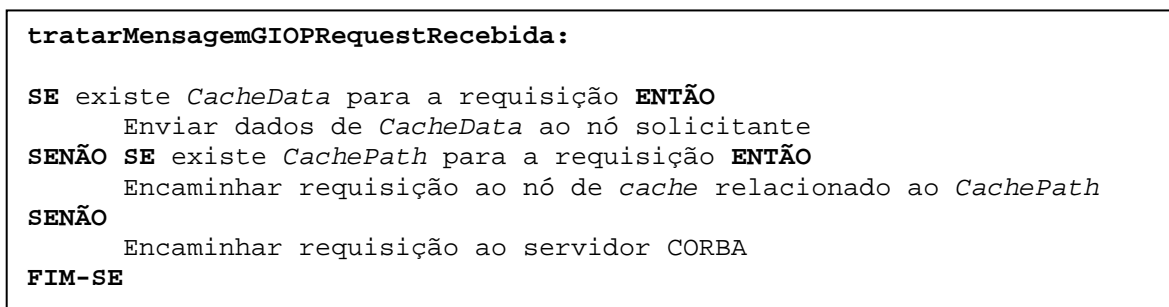 tratarMensagemGIOPRequestRecebida:
SE existe CacheData para a requisição ENTÃO
Enviar dados de CacheData ao nó solicitante
SENÃO SE existe CachePath para a requisição ENTÃO
Encaminhar requisição ao nó de cache relacionado ao CachePath
SENÃO
Encaminhar requisição ao servidor CORBA
FIM-SE